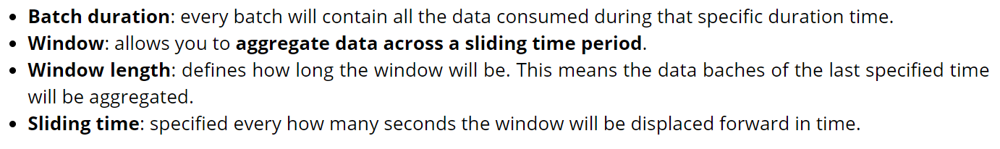 • Batch duration: every batch will contain all the data consumed during that specific duration time.
• Window: allows you to aggregate data across a sliding time period.
• Window length: defines how long the window will be. This means the data baches of the last specified time
will be aggregated.
• Sliding time: specified every how many seconds the window will be displaced forward in time.